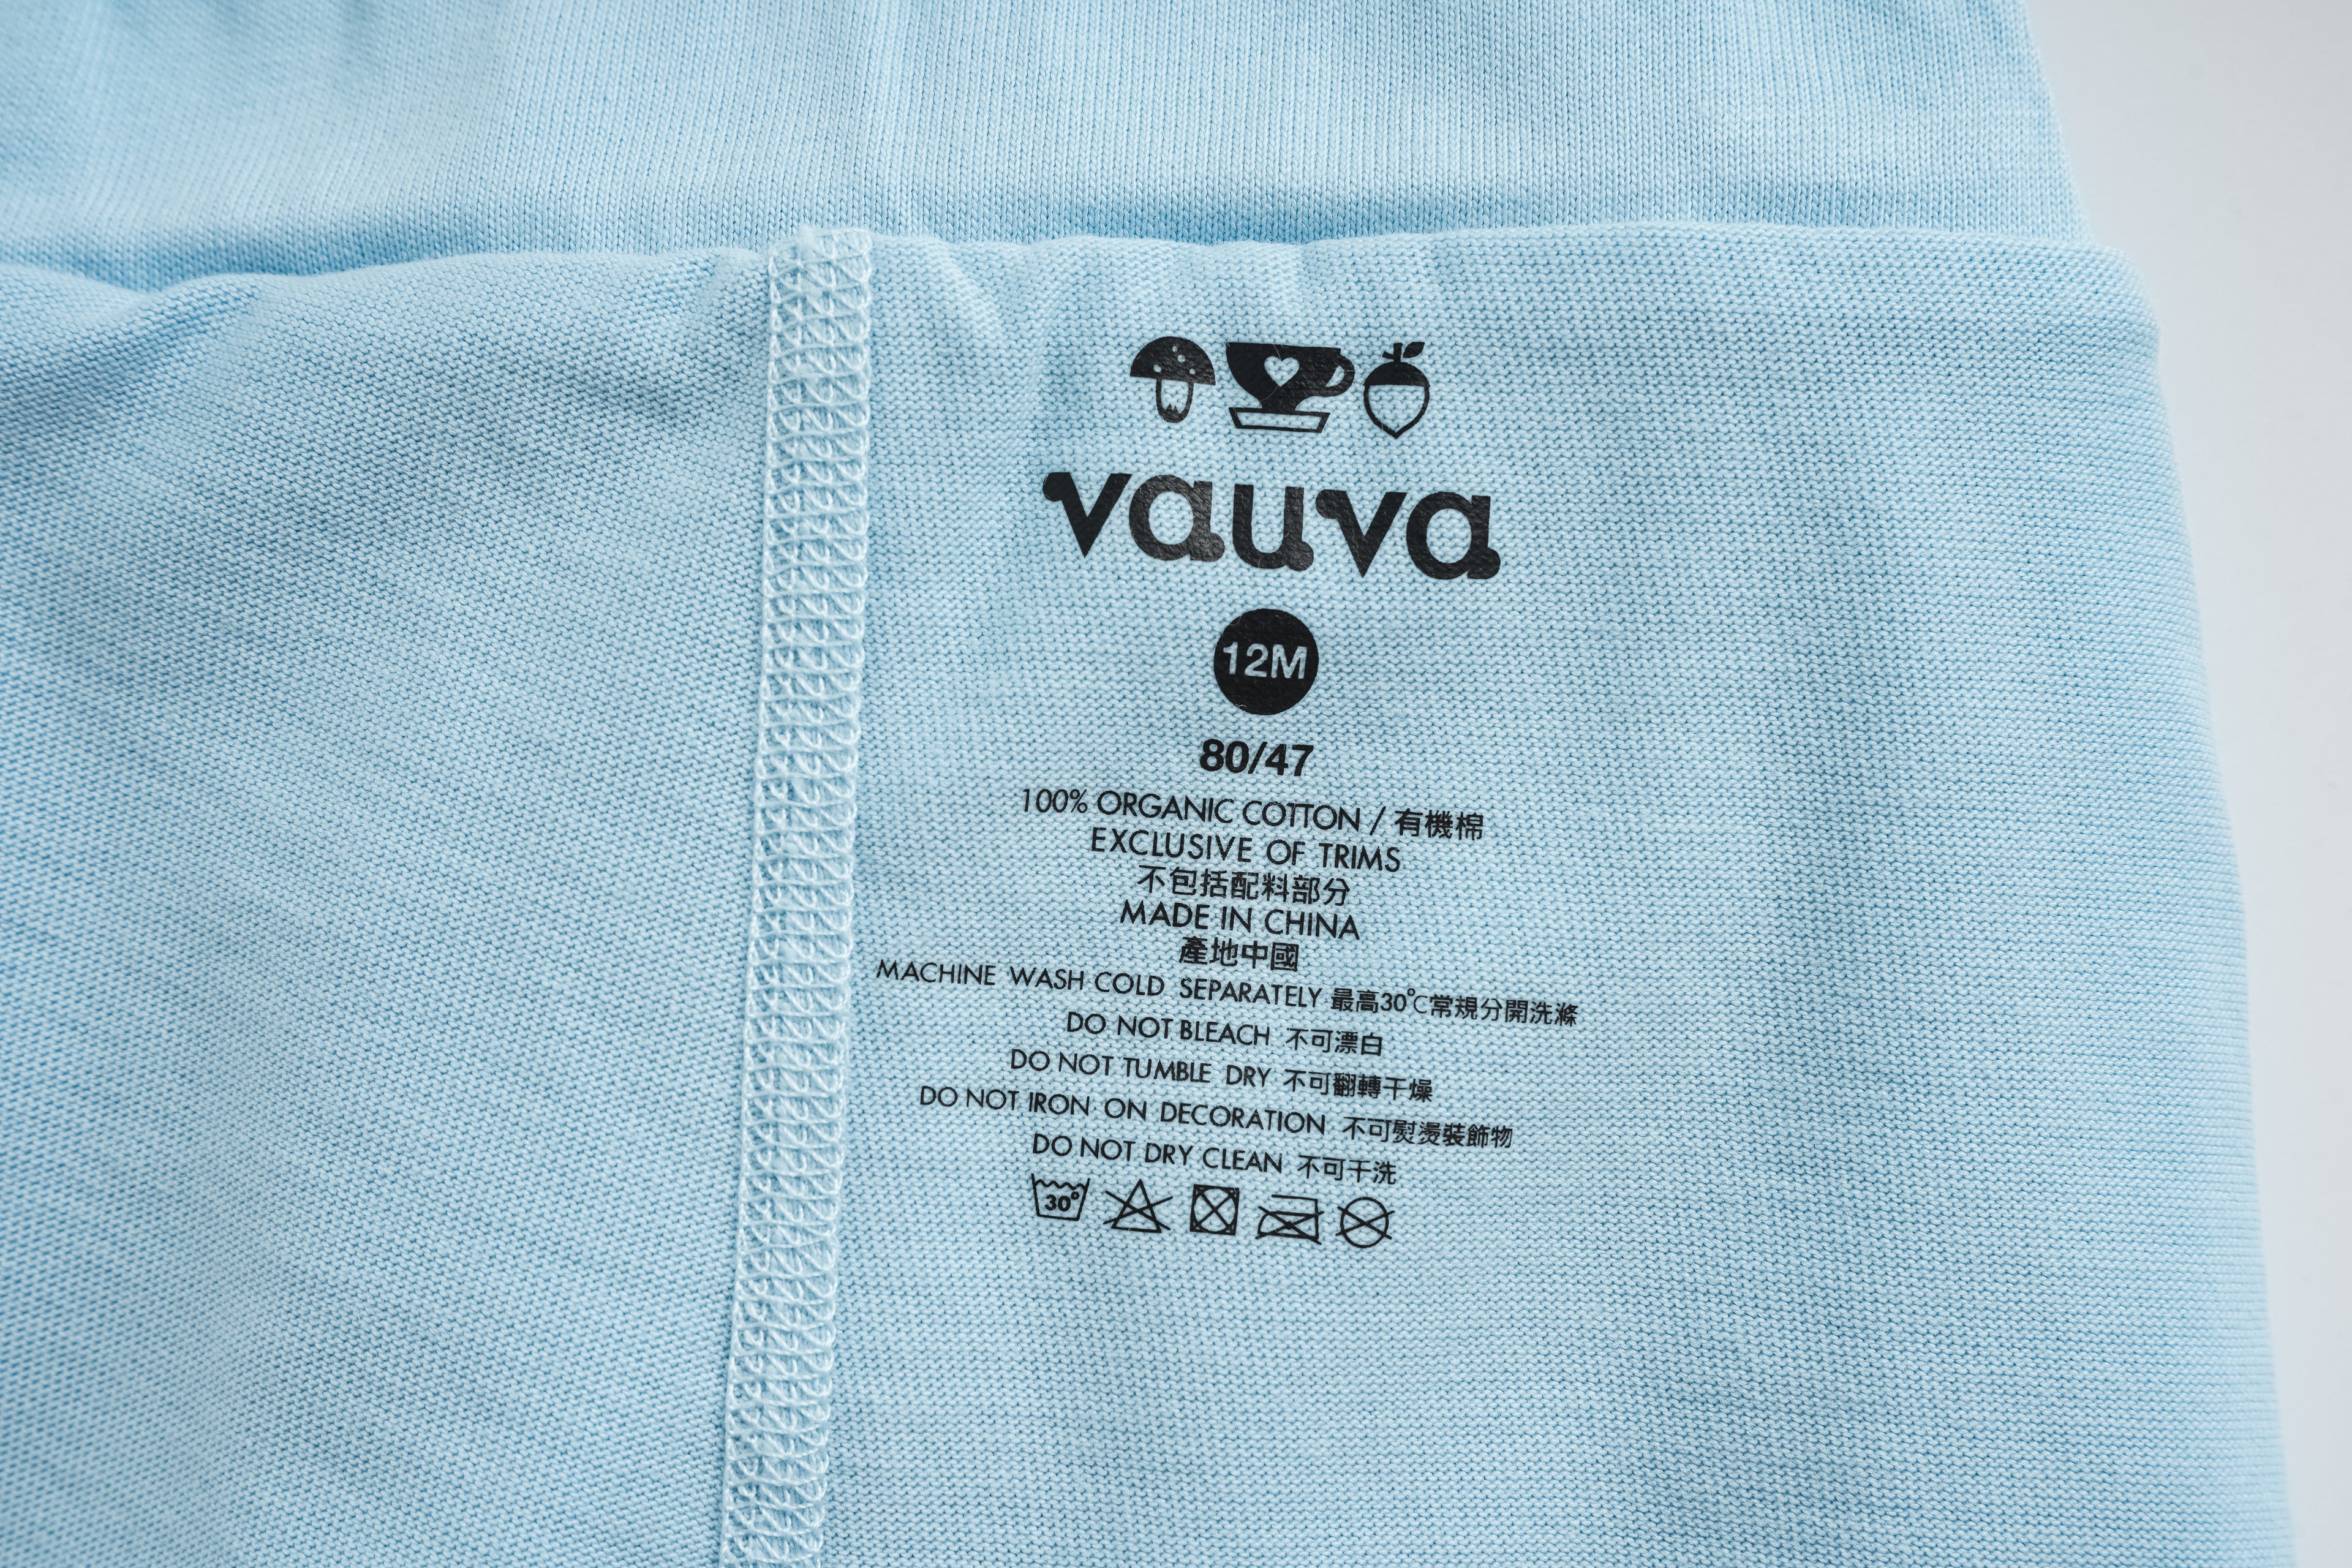 vauva
12M
80/47
100% ORGANIC COTTON / 有機棉
EXCLUSIVE OF TRIMS
不包括配料部分
MADE IN CHINA
產地中國
MACHINE WASH COLD SEPARATELY 最高30℃常規分開洗滌
DO NOT BLEACH 不可漂白
DO NOT TUMBLE DRY 不可翻轉干燥
DO NOT IRON ON DECORATION 不可熨燙裝飾物
DO NOT DRY CLEAN 不可干洗
30°